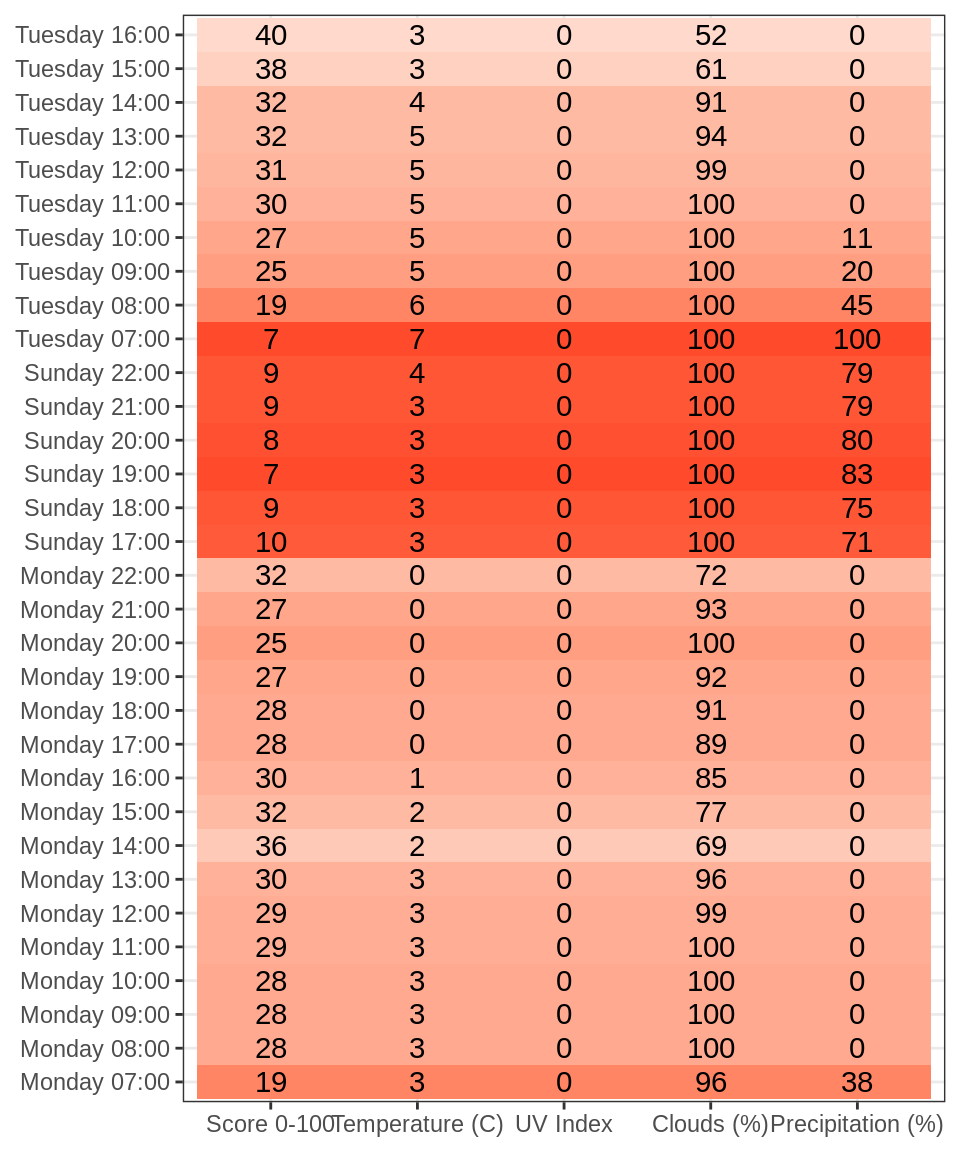 Tuesday 16:00 40 3 0 52 0
Tuesday 15:00 38 3 0 61 0
Tuesday 14:00 32 4 0 91 0
Tuesday 13:00 32 5 0 94 0
Tuesday 12:00 31 5 0 99 0
Tuesday 11:00 30 5 0 100 0
Tuesday 10:00 27 5 0 100 11
Tuesday 09:00 25 5 0 100 20
Tuesday 08:00 19 6 0 100 45
Tuesday 07:00 7 7 0 100 100
Sunday 22:00 9 4 0 100 79
Sunday 21:00 9 3 0 100 79
Sunday 20:00 8 3 0 100 80
Sunday 19:00 7 3 0 100 83
Sunday 18:00 9 3 0 100 75
Sunday 17:00 10 3 0 100 71
Monday 22:00 32 0 0 72 0
Monday 21:00 27 0 0 93 0
Monday 20:00 25 0 0 100 0
Monday 19:00 27 0 0 92 0
Monday 18:00 28 0 0 91 0
Monday 17:00 28 0 0 89 0
Monday 16:00 30 1 0 85 0
Monday 15:00 32 2 0 77 0
Monday 14:00 36 2 0 69 0
Monday 13:00 30 3 0 96 0
Monday 12:00 29 3 0 99 0
Monday 11:00 29 3 0 100 0
Monday 10:00 28 3 0 100 0
Monday 09:00 28 3 0 100 0
Monday 08:00 28 3 0 100 0
Monday 07:00 19 3 0 96 38
Score 0-100 Temperature (C) UV Index Clouds (%) Precipitation (%)